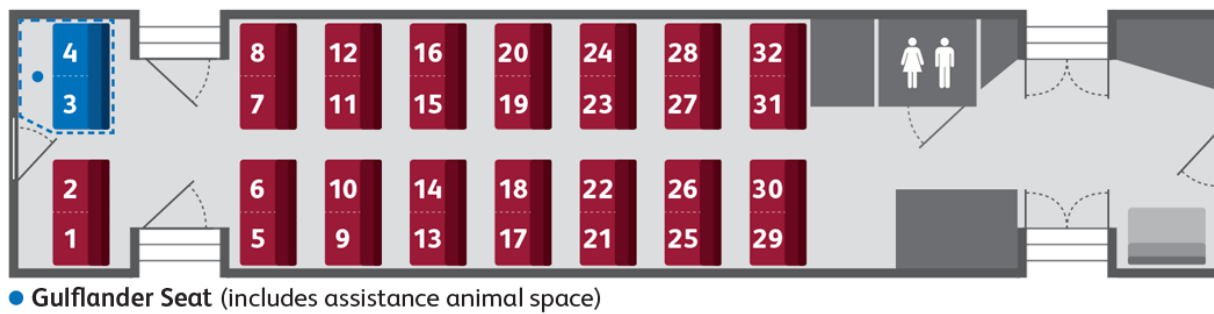 4 8 12 16 20 24 28 32
3 7 11 15 19 23 27 31
2 6 10 14 18 22 26 30
1 5 9 13 17 21 25 29
Gulflander Seat (includes assistance animal space)